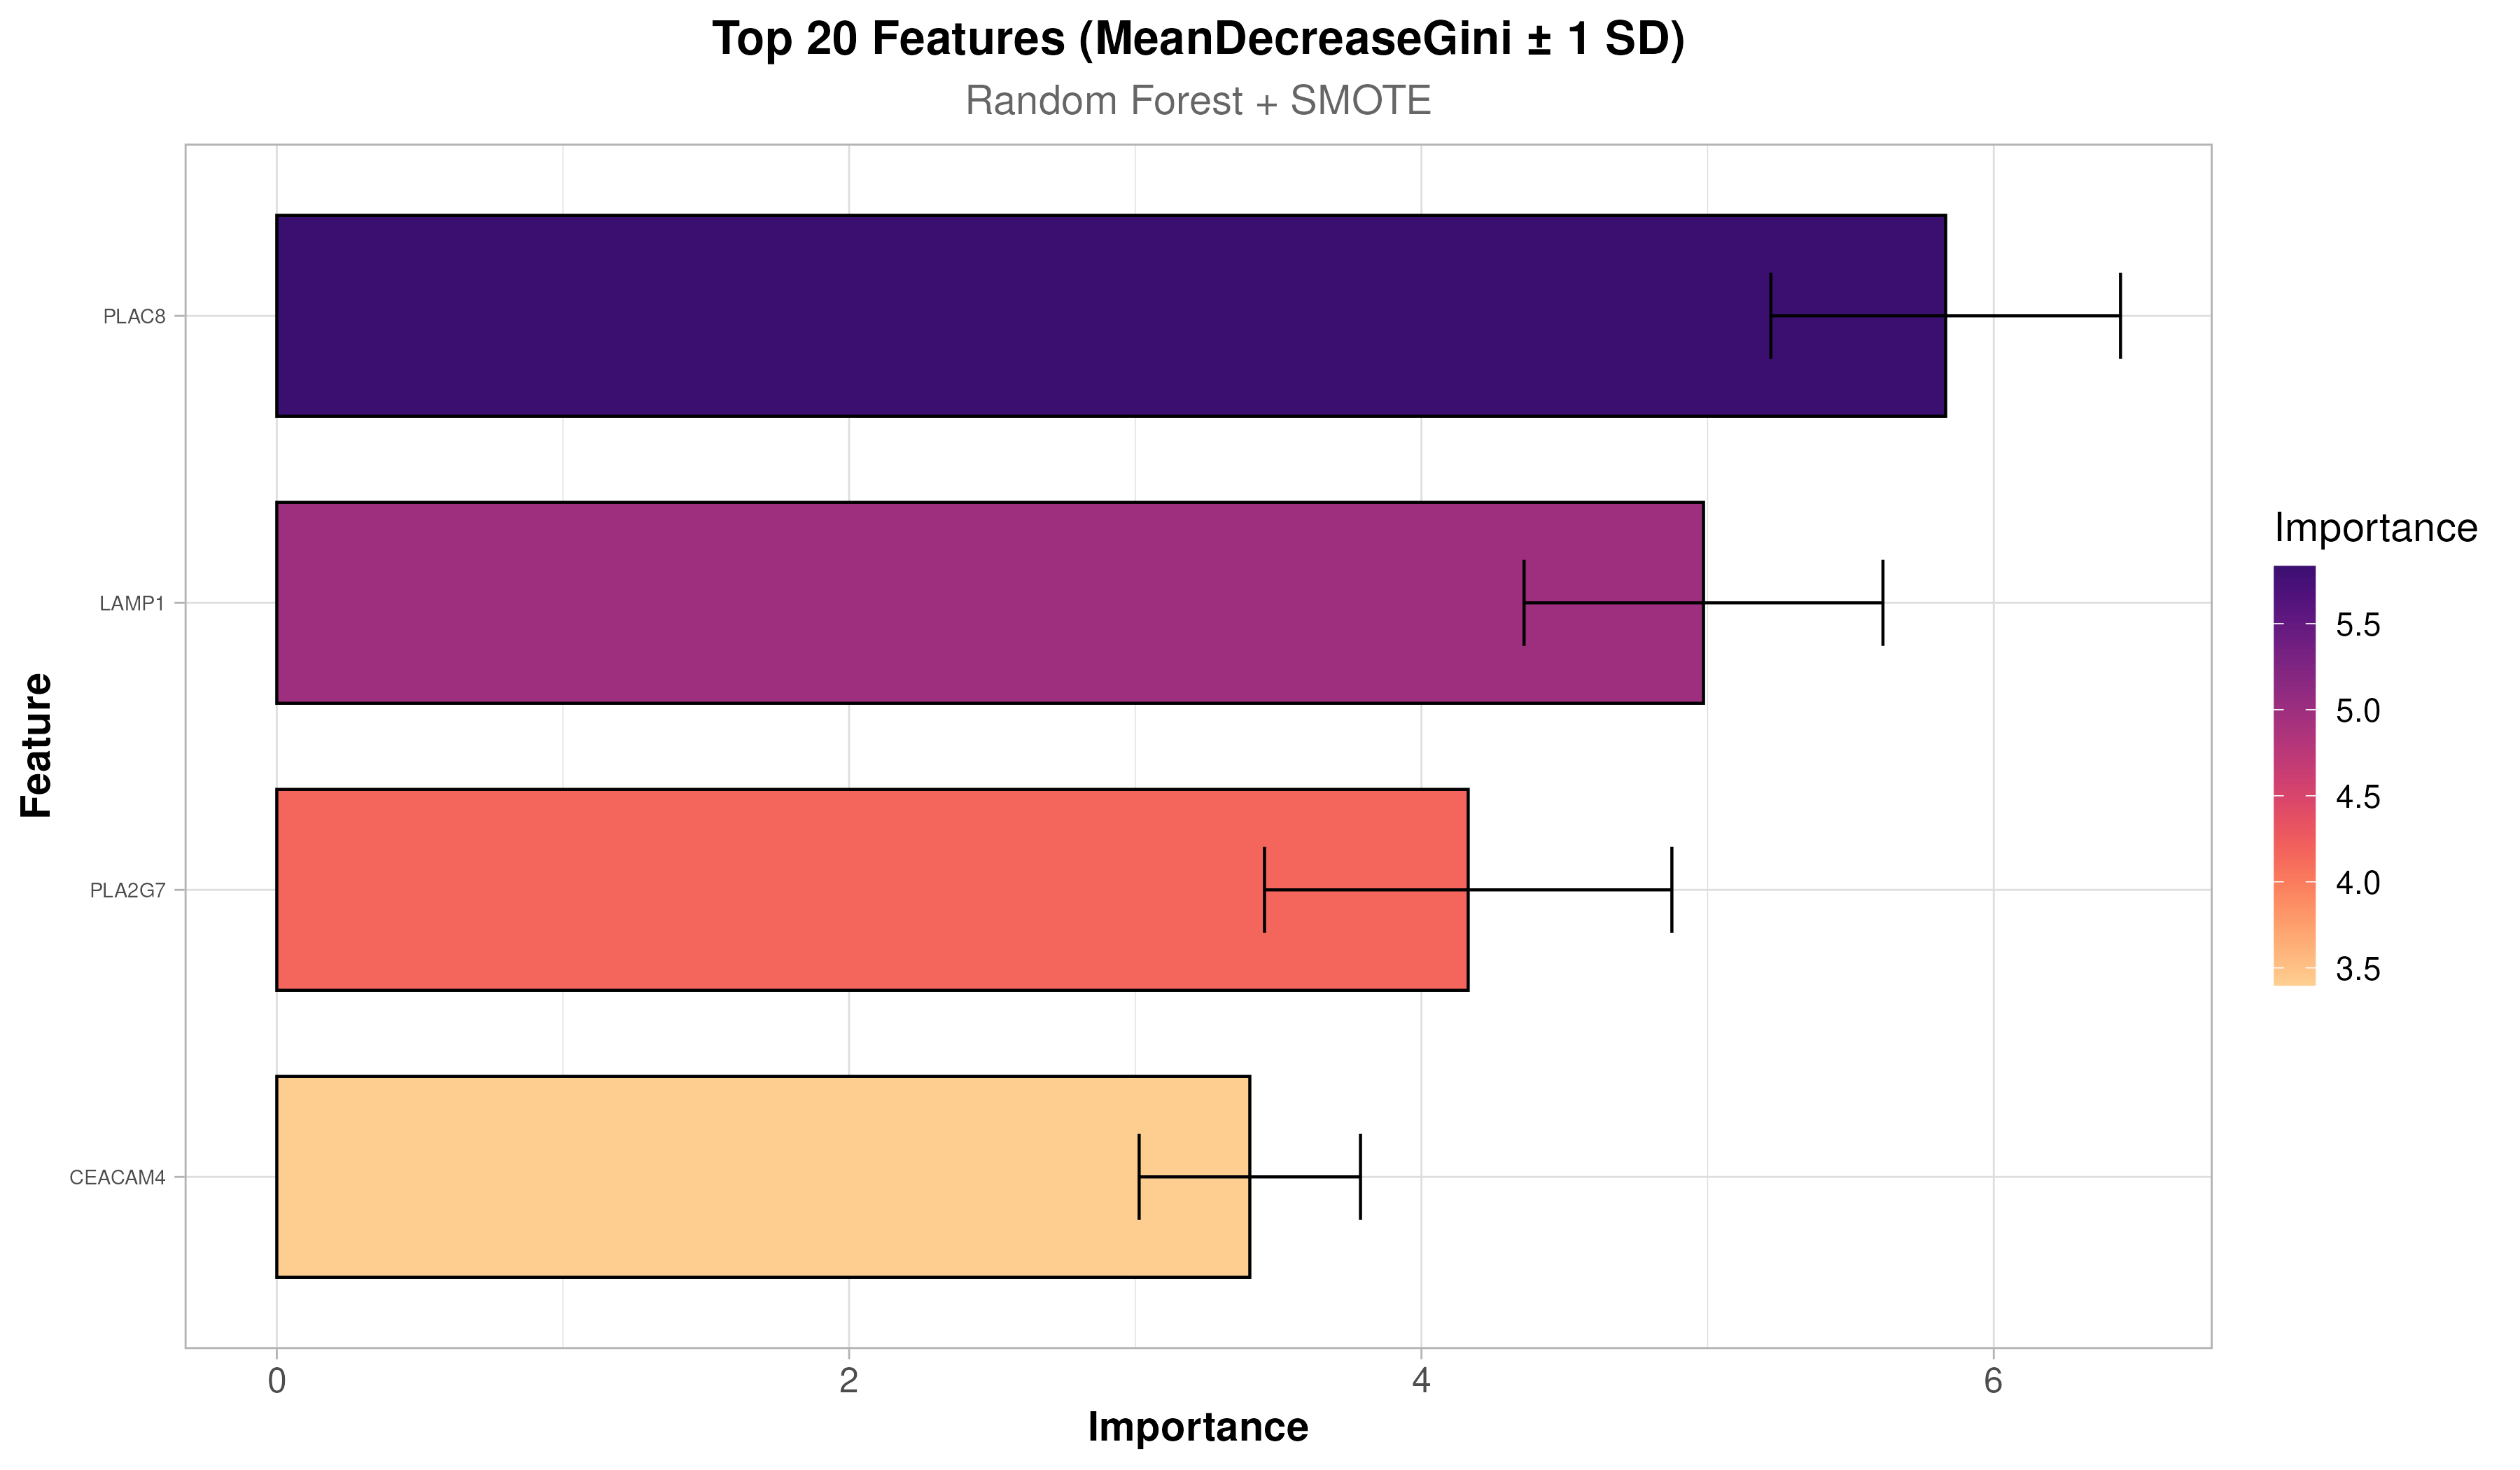 Top 20 Features (MeanDecreaseGini ± 1 SD)
Random Forest + SMOTE
Feature
PLAC8
LAMP1
PLA2G7
CEACAM4
0 2 4 6
Importance
Importance
5.5
5.0
4.5
4.0
3.5